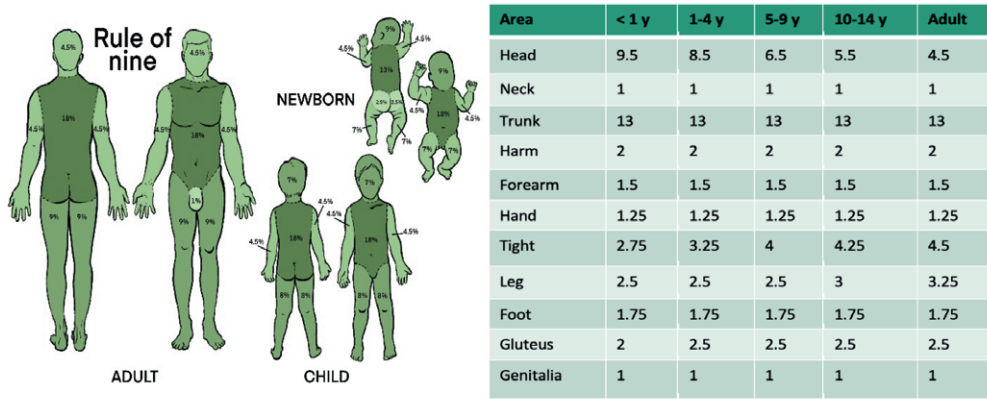 Rule of
nine
4.5%
4.5%
18%
4.5%
4.5%
4.5%
18%
4.5%
1%
9%
9%
9%
9%
ADULT
NEWBORN
9%
4.5%
4.5%
13%
2.5%
2.5%
7%
7%
9%
18%
4.5%
4.5%
7%
7%
7%
7%
4.5%
4.5%
4.5%
4.5%
18%
18%
8%
8%
8%
8%
CHILD
Area < 1 y 1-4 y 5-9 y 10-14 y Adult
Head 9.5 8.5 6.5 5.5 4.5
Neck 1 1 1 1 1
Trunk 13 13 13 13 13
Harm 2 2 2 2 2
Forearm 1.5 1.5 1.5 1.5 1.5
Hand 1.25 1.25 1.25 1.25 1.25
Tight 2.75 3.25 4 4.25 4.5
Leg 2.5 2.5 2.5 3 3.25
Foot 1.75 1.75 1.75 1.75 1.75
Gluteus 2 2.5 2.5 2.5 2.5
Genitalia 1 1 1 1 1